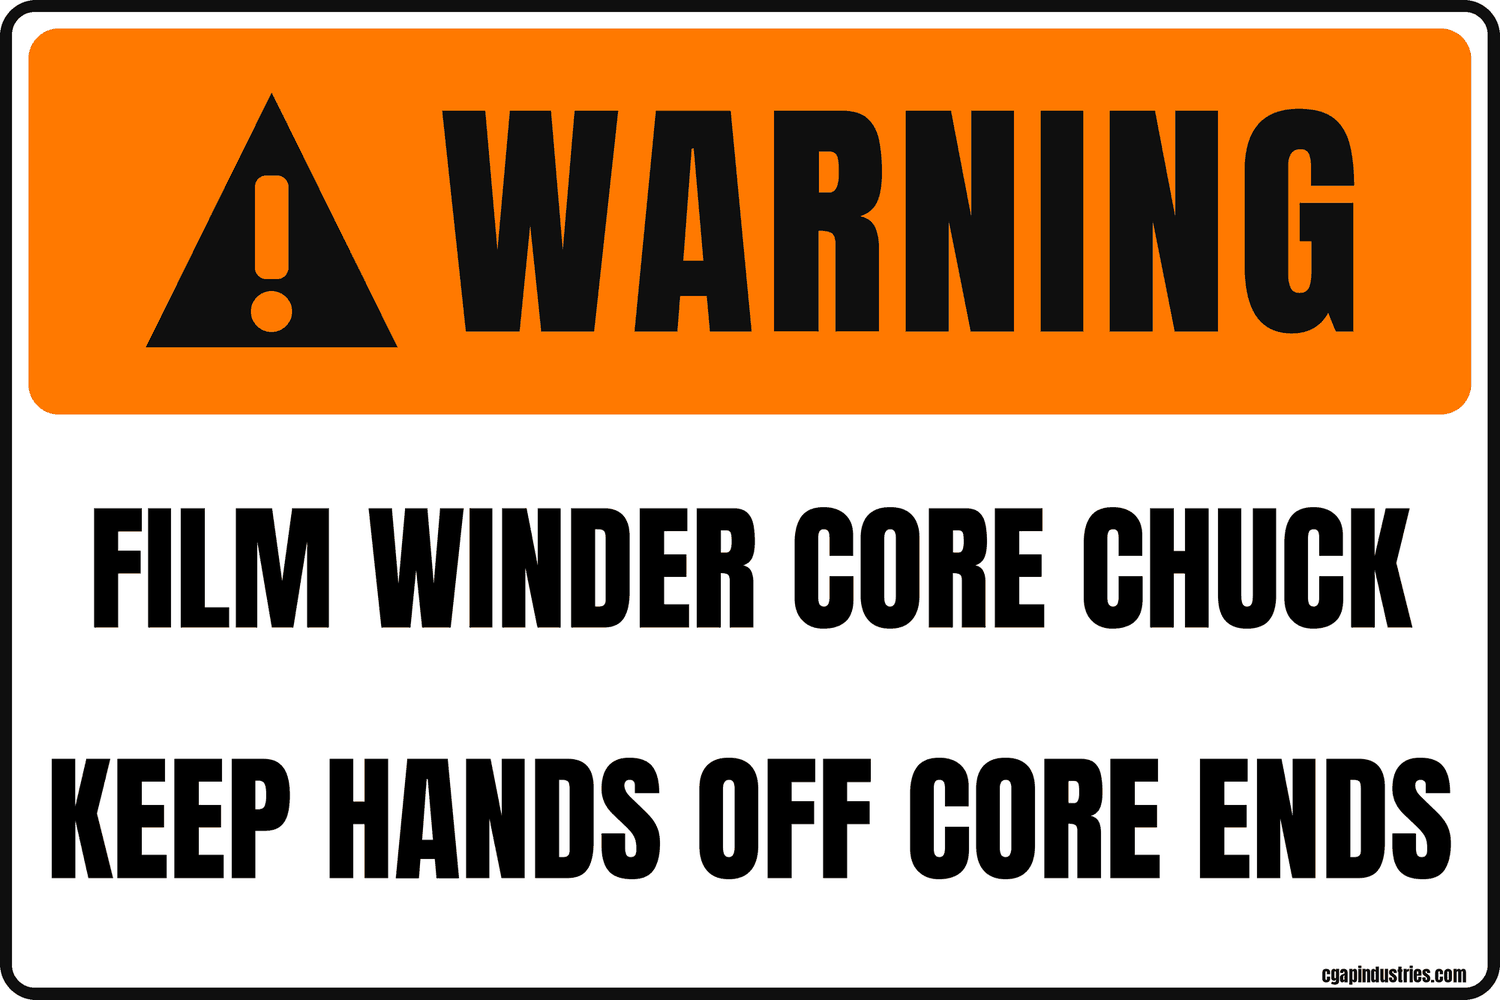 WARNING
FILM WINDER CORE CHUCK
KEEP HANDS OFF CORE ENDS
cgapindustries.com